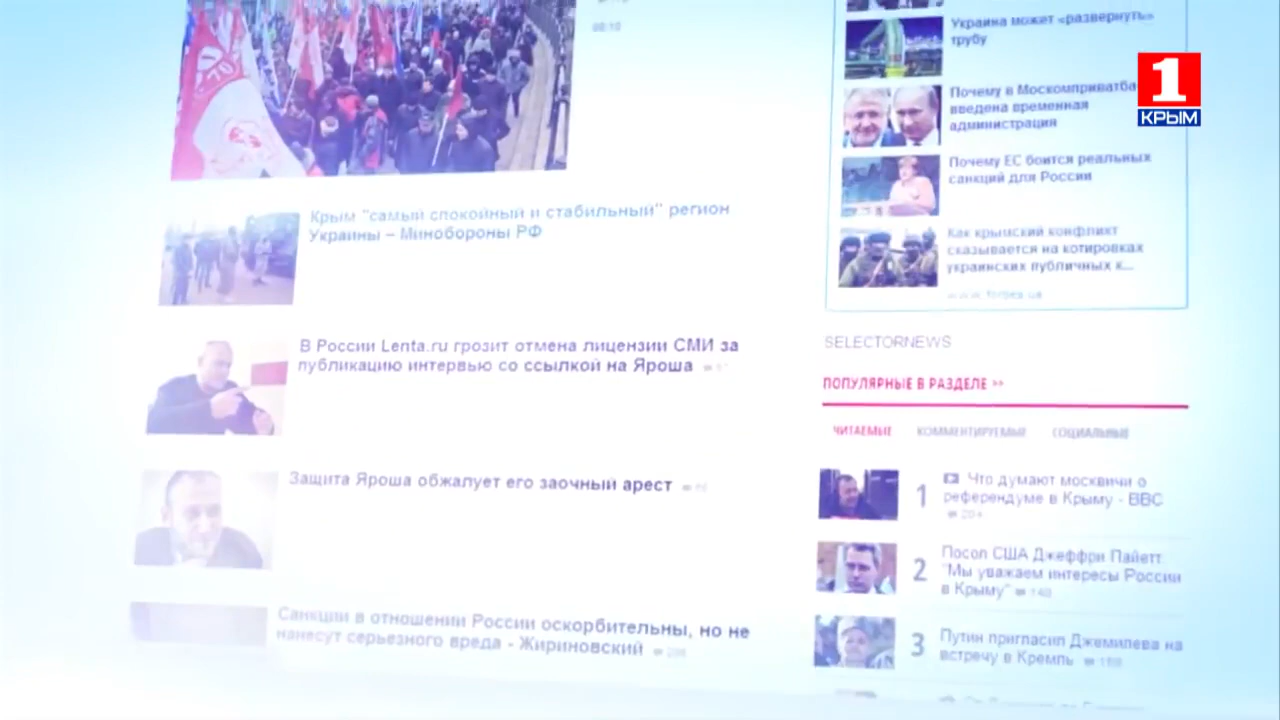 Крым "самый спокойный и стабильный" регион
Украины – Минобороны РФ
В России Lenta.ru грозит отмена лицензии СМИ за
публикацию интервью со ссылкой на Яроша
Защита Яроша обжалует его заочный арест
Санкции в отношении России оскорбительны, но не
нанесут серьезного вреда - Жириновский
Украина может «развернуть»
трубу
Почему в Москомприватба
введена временная
администрация
Почему ЕС боится реальных
санкций для России
Как крымский конфликт
сказывается на котировках
украинских публичных к...
www.forbes.ua
SELECTORNEWS
ПОПУЛЯРНЫЕ В РАЗДЕЛЕ >>
ЧИТАЕМЫЕ КОММЕНТИРУЕМЫЕ СОЦИАЛЬНЫЕ
1 Что думают москвичи о
референдуме в Крыму - BBC
2 Посол США Джеффри Пайетт:
"Мы уважаем интересы России
в Крыму"
3 Путин пригласил Джемилева на
встречу в Кремль
1
КРЫМ